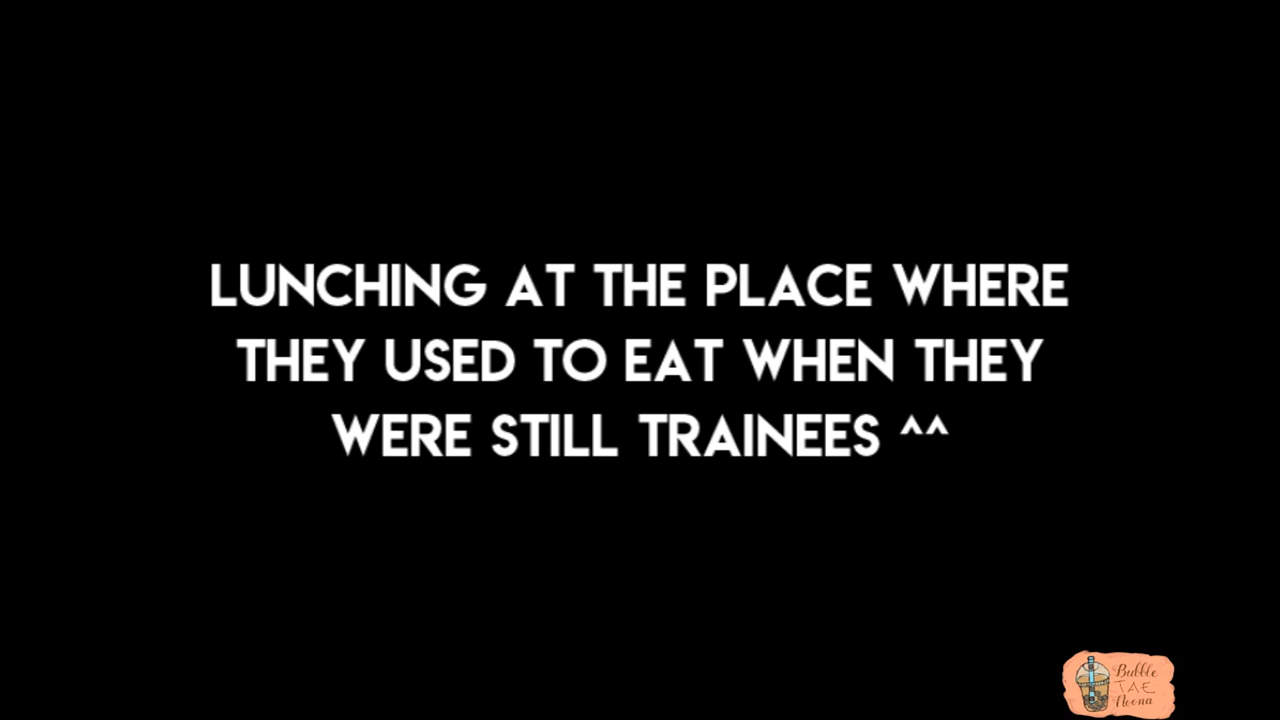 LUNCHING AT THE PLACE WHERE
THEY USED TO EAT WHEN THEY
WERE STILL TRAINEES ^^
Bubble
TAE
Noona